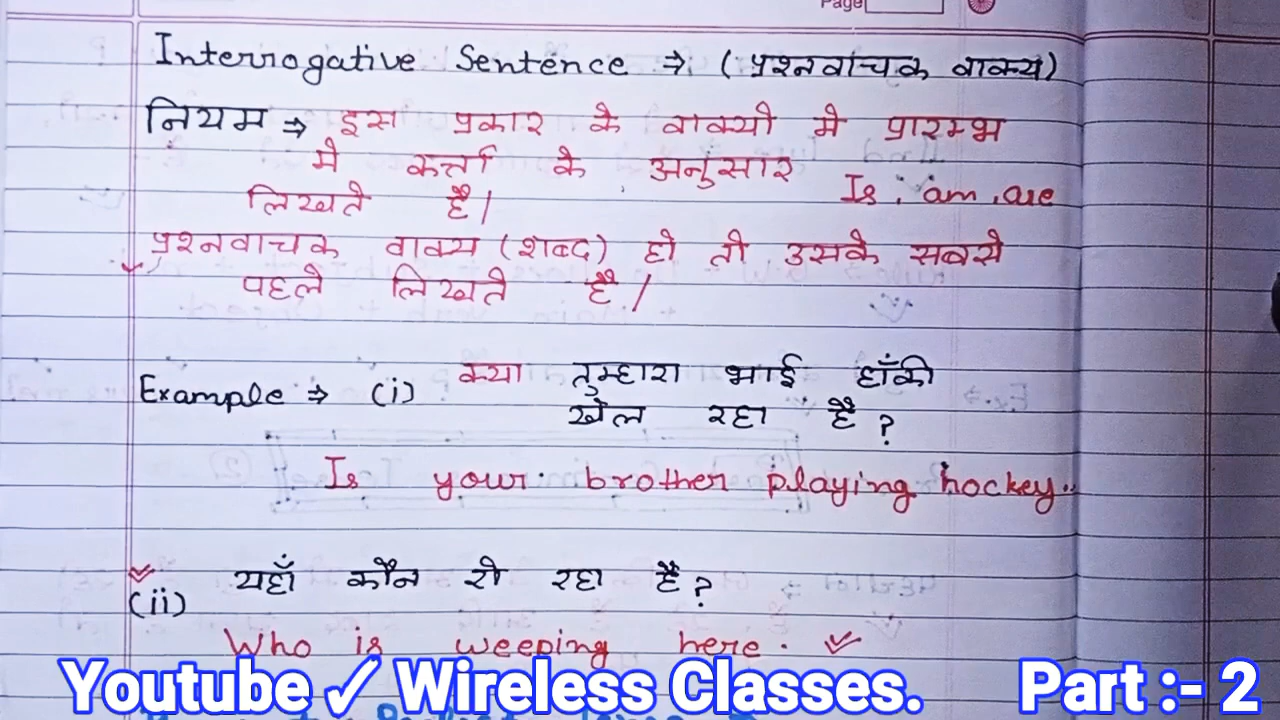 Page
Interrogative Sentence ⇒ (प्रश्नवाचक वाक्य)
नियम ⇒ इस प्रकार के वाक्यो मे प्रारम्भ
मे कर्त्ता के अनुसार Is, am, are
लिखते है।
प्रश्नवाचक वाक्य (शब्द) हो तो उसके सबसे
पहले लिखते है।
Example ⇒ (i) क्या तुम्हारा भाई हाँकी
खेल रहा है ?
Is your brother playing hockey..
(ii) यहाँ कौन रो रहा है ?
Who is weeping here.
Youtube ✓ Wireless Classes. Part :- 2